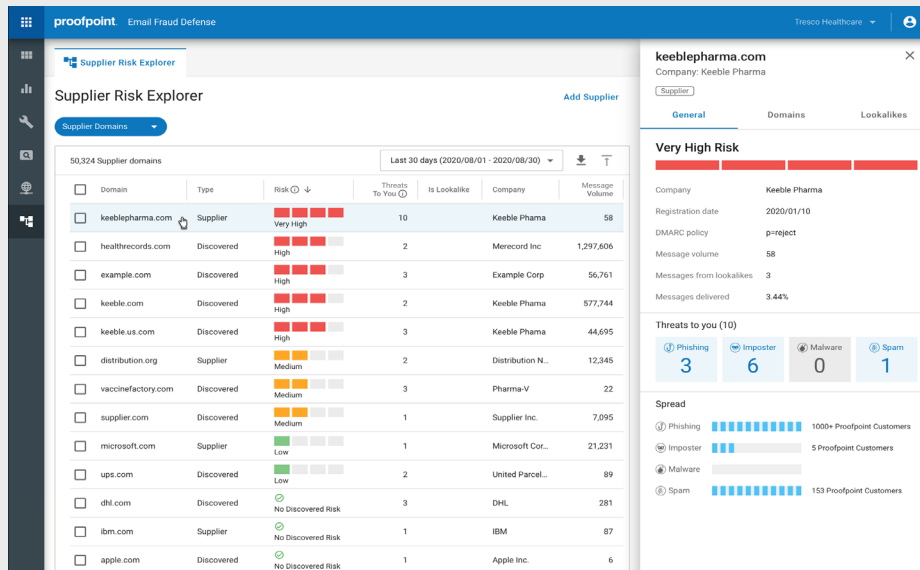 proofpoint. Email Fraud Defense
Tresco Healthcare
Supplier Risk Explorer
Supplier Risk Explorer
Add Supplier
Supplier Domains
50,324 Supplier domains
Last 30 days (2020/08/01 - 2020/08/30)
Domain Type Risk Threats To You Is Lookalike Company Message Volume
keeblepharma.com Supplier Very High 10 Keeble Phama 58
healthrecords.com Discovered High 2 Merecord Inc 1,297,606
example.com Discovered High 3 Example Corp 56,761
keeble.com Discovered High 2 Keeble Phama 577,744
keeble.us.com Discovered High 3 Keeble Phama 44,695
distribution.org Supplier Medium 2 Distribution N... 12,345
vaccinefactory.com Discovered Medium 3 Pharma-V 22
supplier.com Discovered Medium 1 Supplier Inc. 7,095
microsoft.com Supplier Low 1 Microsoft Cor... 21,231
ups.com Discovered Low 2 United Parcel... 89
dhl.com Discovered No Discovered Risk 3 DHL 281
ibm.com Supplier No Discovered Risk 1 IBM 87
apple.com Discovered No Discovered Risk 1 Apple Inc. 6
keeblepharma.com
Company: Keeble Pharma
Supplier
General Domains Lookalikes
Very High Risk
Company Keeble Pharma
Registration date 2020/01/10
DMARC policy p=reject
Message volume 58
Messages from lookalikes 3
Messages delivered 3.44%
Threats to you (10)
Phishing Imposter Malware Spam
3 6 0 1
Spread
Phishing 1000+ Proofpoint Customers
Imposter 5 Proofpoint Customers
Malware
Spam 153 Proofpoint Customers